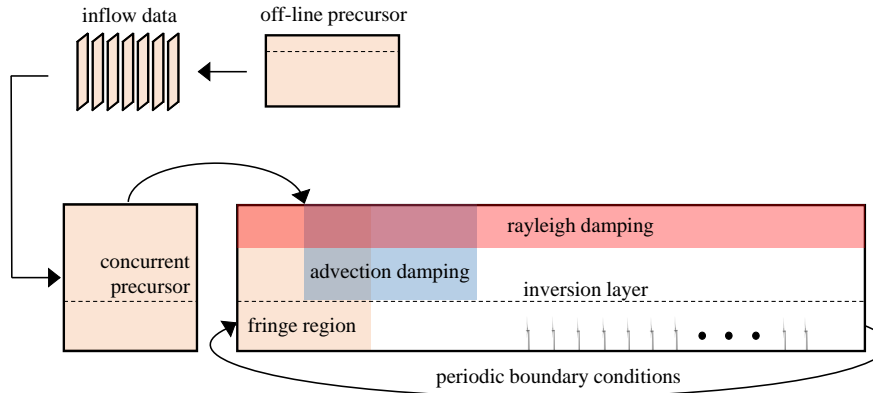 inflow data
off-line precursor
concurrent
precursor
rayleigh damping
advection damping
inversion layer
fringe region
periodic boundary conditions